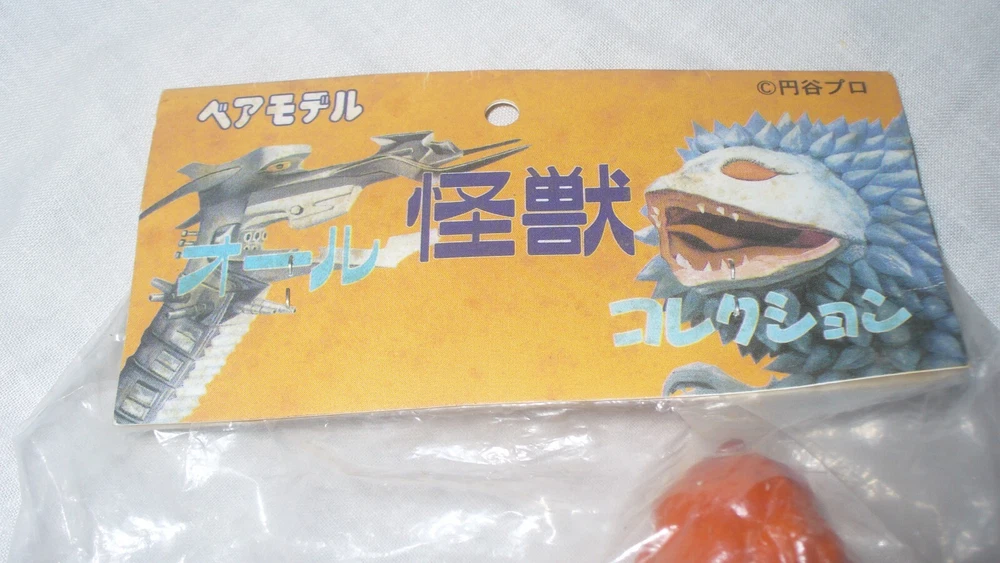 ベアモデル
©円谷プロ
怪獣
オール
コレクション